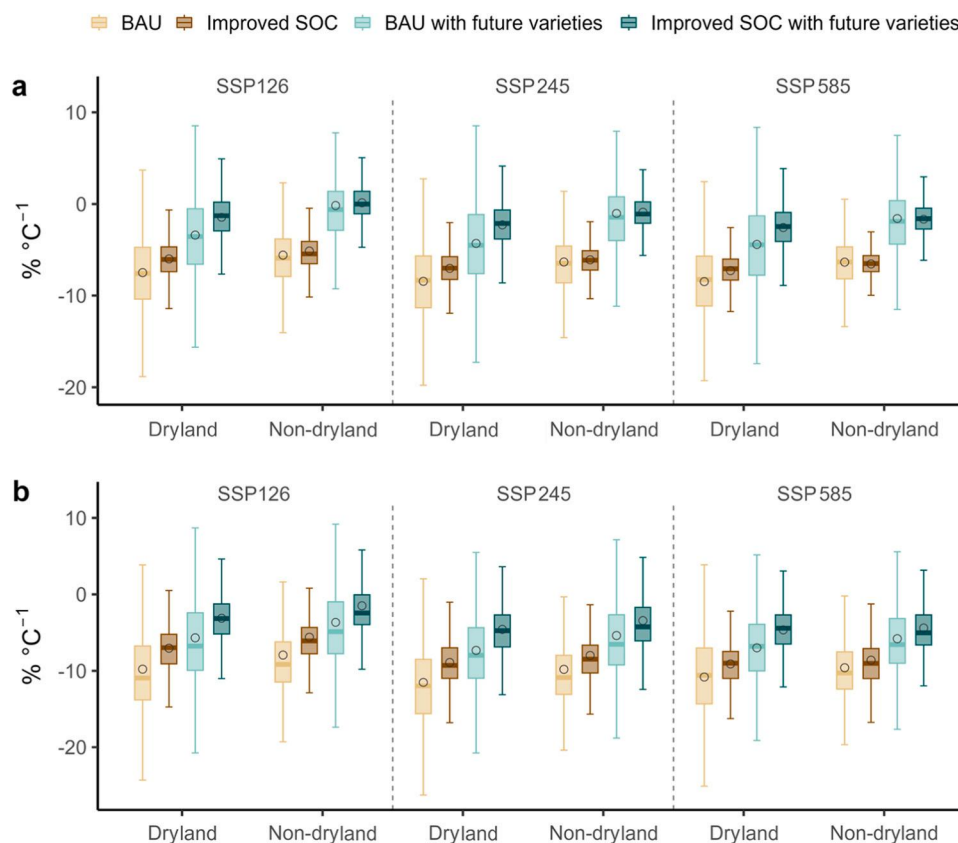 BAU Improved SOC BAU with future varieties Improved SOC with future varieties
a
SSP126 SSP245 SSP585
10
0
-10
-20
% °C⁻¹
Dryland Non-dryland Dryland Non-dryland Dryland Non-dryland
b
SSP126 SSP245 SSP585
10
0
-10
-20
% °C⁻¹
Dryland Non-dryland Dryland Non-dryland Dryland Non-dryland